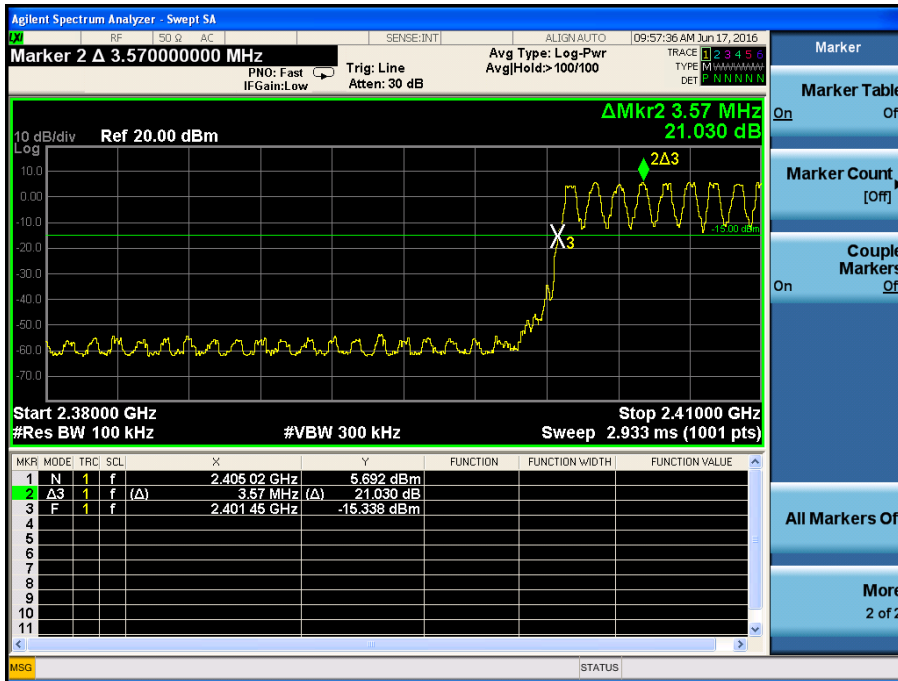 Agilent Spectrum Analyzer - Swept SA
LXI RF 50 Ω AC SENSE:INT ALIGN AUTO 09:57:36 AM Jun 17, 2016
Marker 2 Δ 3.570000000 MHz
PNO: Fast
IFGain:Low
Trig: Line
Atten: 30 dB
Avg Type: Log-Pwr
Avg|Hold:> 100/100
TRACE 1 2 3 4 5 6
TYPE M
DET P N N N N N
ΔMkr2 3.57 MHz
21.030 dB
10 dB/div Ref 20.00 dBm
Log
10.0
0.00
-10.0
-20.0
-30.0
-40.0
-50.0
-60.0
-70.0
2Δ3
3
-15.00 dBm
Start 2.38000 GHz Stop 2.41000 GHz
#Res BW 100 kHz #VBW 300 kHz Sweep 2.933 ms (1001 pts)
MKR MODE TRC SCL X Y FUNCTION FUNCTION WIDTH FUNCTION VALUE
1 N 1 f 2.405 02 GHz 5.692 dBm
2 Δ3 1 f (Δ) 3.57 MHz (Δ) 21.030 dB
3 F 1 f 2.401 45 GHz -15.338 dBm
4
5
6
7
8
9
10
11
MSG STATUS
Marker
Marker Table
On Of
Marker Count
[Off]
Couple
Markers
On Of
All Markers Of
More
2 of 2